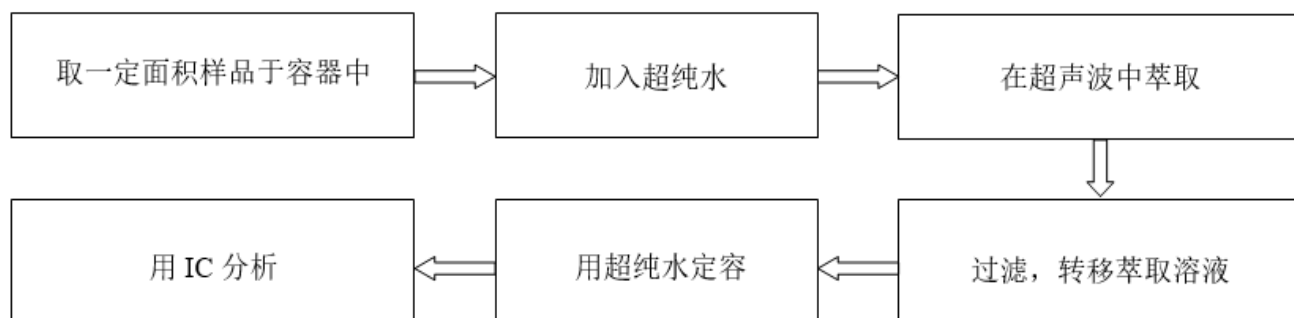 取一定面积样品于容器中
加入超纯水
在超声波中萃取
过滤，转移萃取溶液
用超纯水定容
用 IC 分析